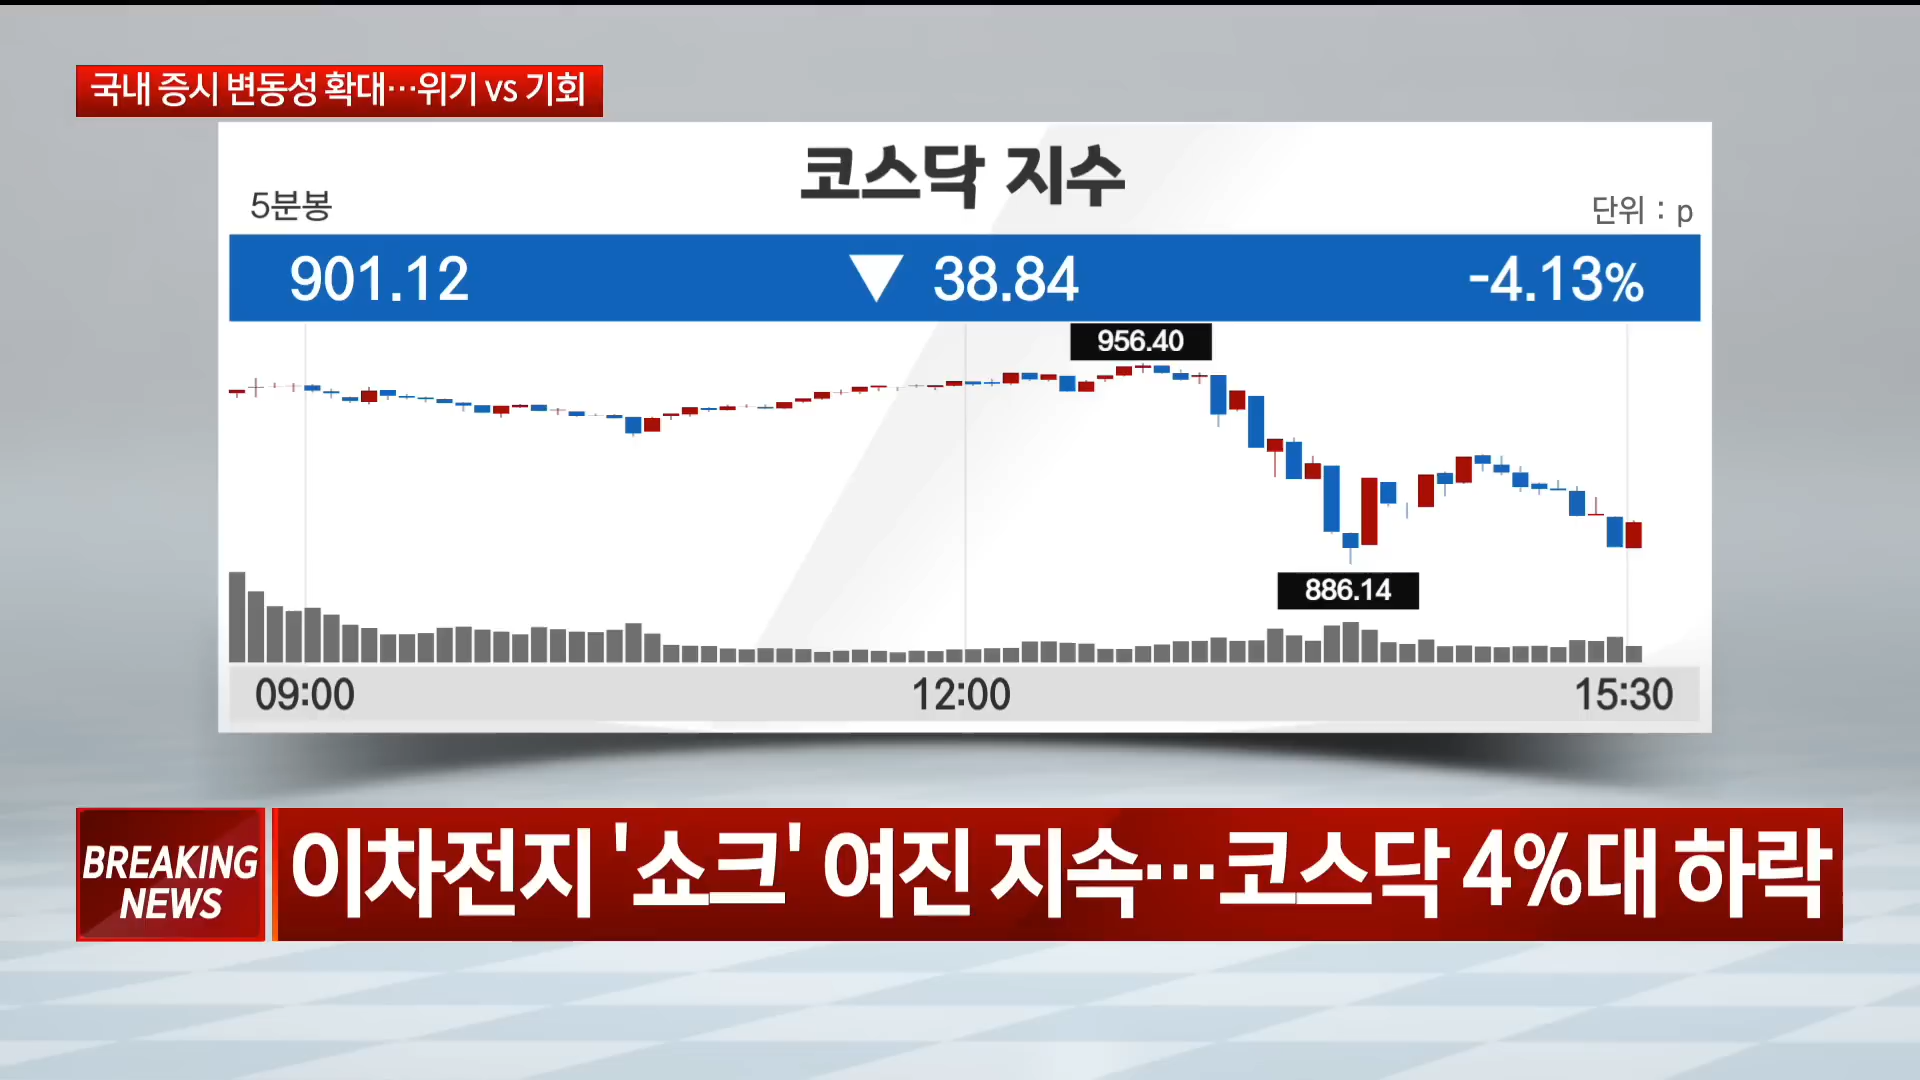 국내 증시 변동성 확대…위기 vs 기회
코스닥 지수
5분봉
단위 : p
901.12 ▼ 38.84 -4.13%
956.40
886.14
09:00 12:00 15:30
BREAKING
NEWS
이차전지 '쇼크' 여진 지속…코스닥 4%대 하락